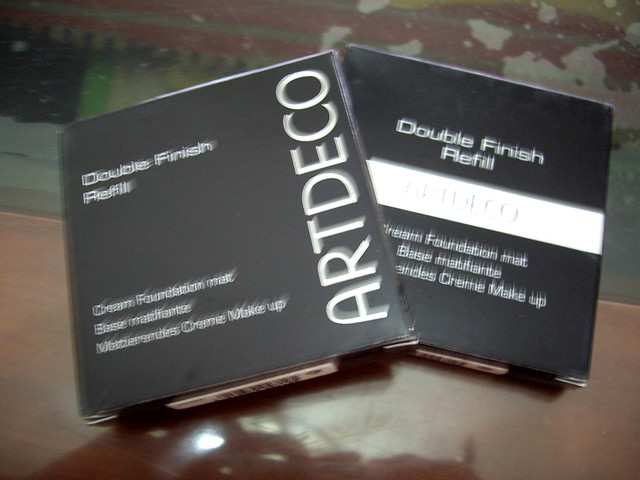 Double Finish
Refill
ARTDECO
Cream Foundation mat
Base matifiante
Mattierendes Creme Make up
Double Finish
Refill
ARTDECO
Cream Foundation mat
Base matifiante
erendes Creme Make up